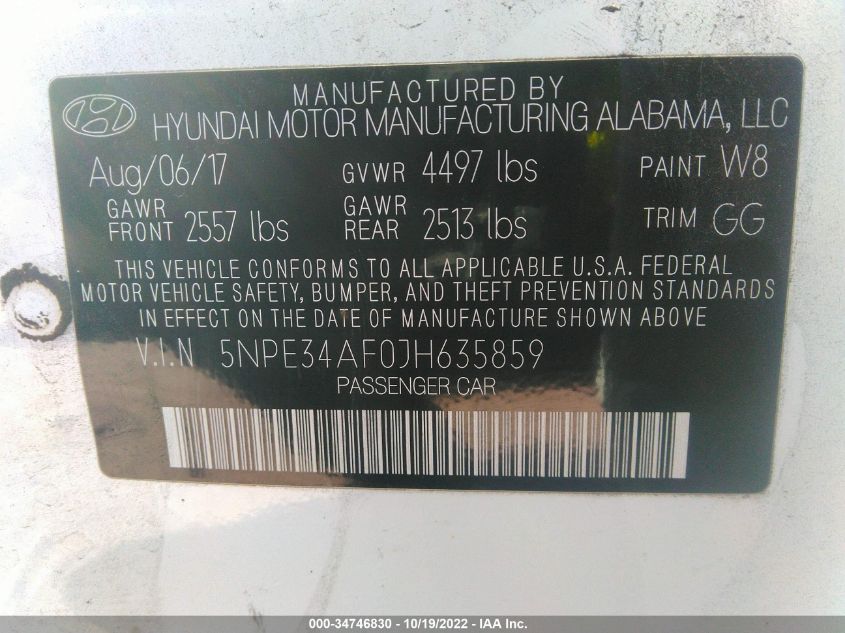 MANUFACTURED BY
HYUNDAI MOTOR MANUFACTURING ALABAMA, LLC
Aug/06/17 GVWR 4497 lbs PAINT W8
GAWR FRONT 2557 lbs GAWR REAR 2513 lbs TRIM GG
THIS VEHICLE CONFORMS TO ALL APPLICABLE U.S.A. FEDERAL
MOTOR VEHICLE SAFETY, BUMPER, AND THEFT PREVENTION STANDARDS
IN EFFECT ON THE DATE OF MANUFACTURE SHOWN ABOVE
V.I.N 5NPE34AF0JH635859
PASSENGER CAR
000-34746830 - 10/19/2022 - IAA Inc.